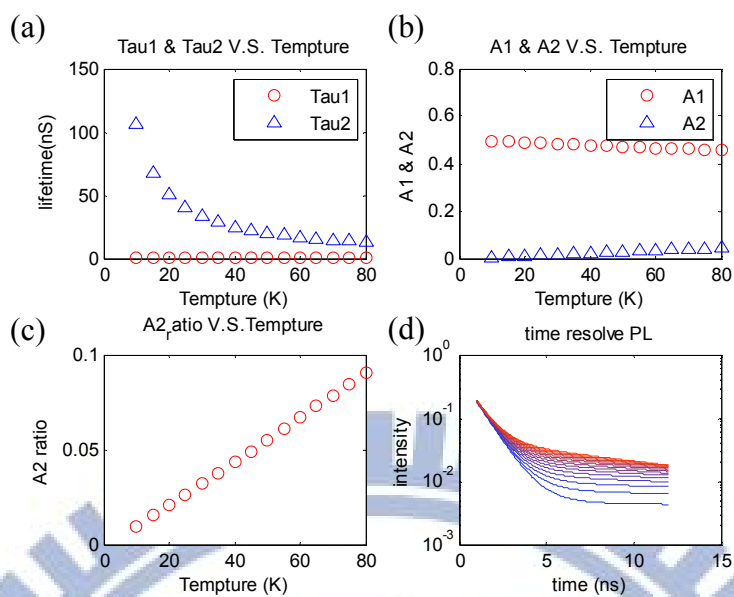 (a)
Tau1 & Tau2 V.S. Tempture
Tau1
Tau2
lifetime(nS)
150
100
50
0
0
20
40
60
80
Tempture (K)
(b)
A1 & A2 V.S. Tempture
A1
A2
A1 & A2
0.8
0.6
0.4
0.2
0
0
20
40
60
80
Tempture (K)
(c)
A2ratio V.S.Tempture
A2 ratio
0.1
0.05
0
0
20
40
60
80
Tempture (K)
(d)
time resolve PL
intensity
10^0
10^-1
10^-2
10^-3
0
5
10
15
time (ns)